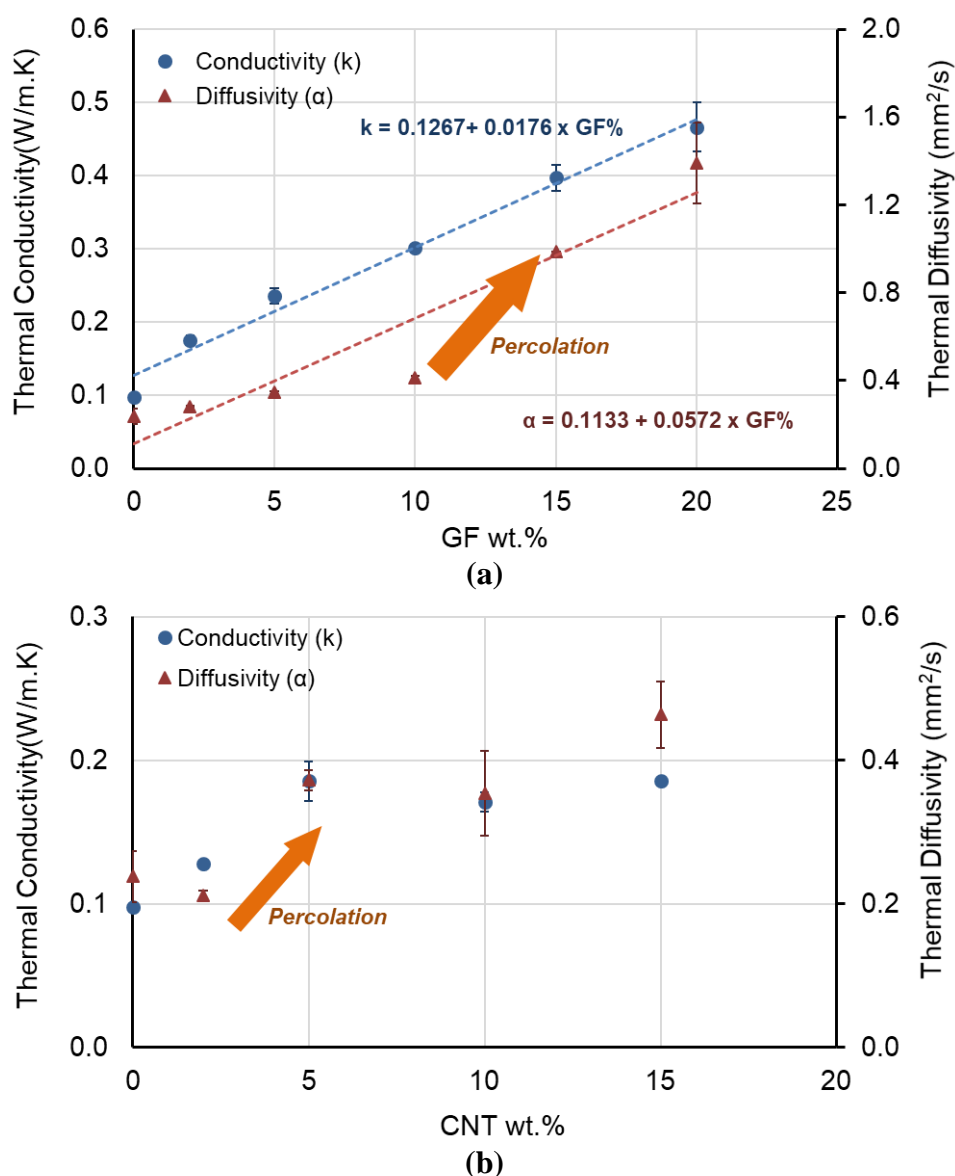 Thermal Conductivity(W/m.K)
0.6
0.5
0.4
0.3
0.2
0.1
0.0
Conductivity (k)
Diffusivity (α)
k = 0.1267+ 0.0176 x GF%
Percolation
α = 0.1133 + 0.0572 x GF%
2.0
1.6
1.2
0.8
0.4
0.0
Thermal Diffusivity (mm²/s)
0 5 10 15 20 25
GF wt.%
(a)
Thermal Conductivity(W/m.K)
0.3
0.2
0.1
0.0
Conductivity (k)
Diffusivity (α)
Percolation
0.6
0.4
0.2
0.0
Thermal Diffusivity (mm²/s)
0 5 10 15 20
CNT wt.%
(b)